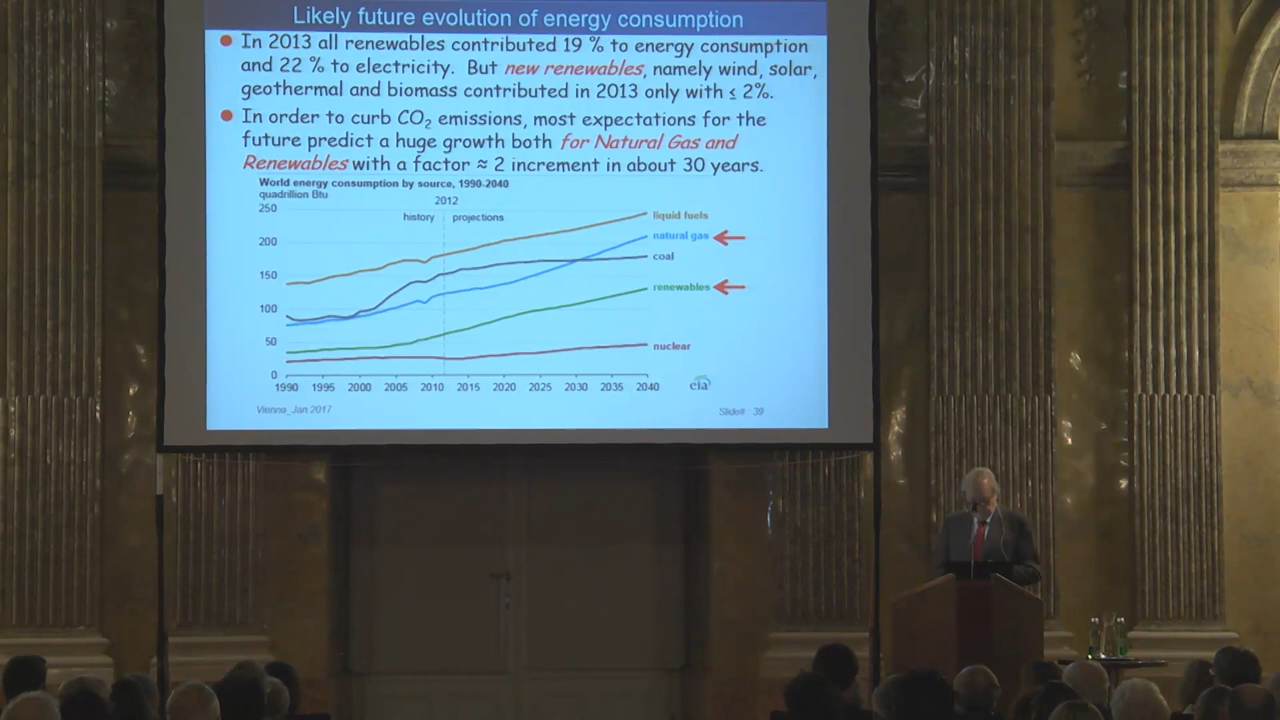 Likely future evolution of energy consumption
In 2013 all renewables contributed 19 % to energy consumption
and 22 % to electricity. But new renewables, namely wind, solar,
geothermal and biomass contributed in 2013 only with ≤ 2%.
In order to curb CO₂ emissions, most expectations for the
future predict a huge growth both for Natural Gas and
Renewables with a factor ≈ 2 increment in about 30 years.
World energy consumption by source, 1990-2040
quadrillion Btu
2012
history projections
250
200
150
100
50
0
liquid fuels
natural gas
coal
renewables
nuclear
1990 1995 2000 2005 2010 2015 2020 2025 2030 2035 2040
eia
Vienna_Jan 2017
Slide# 39